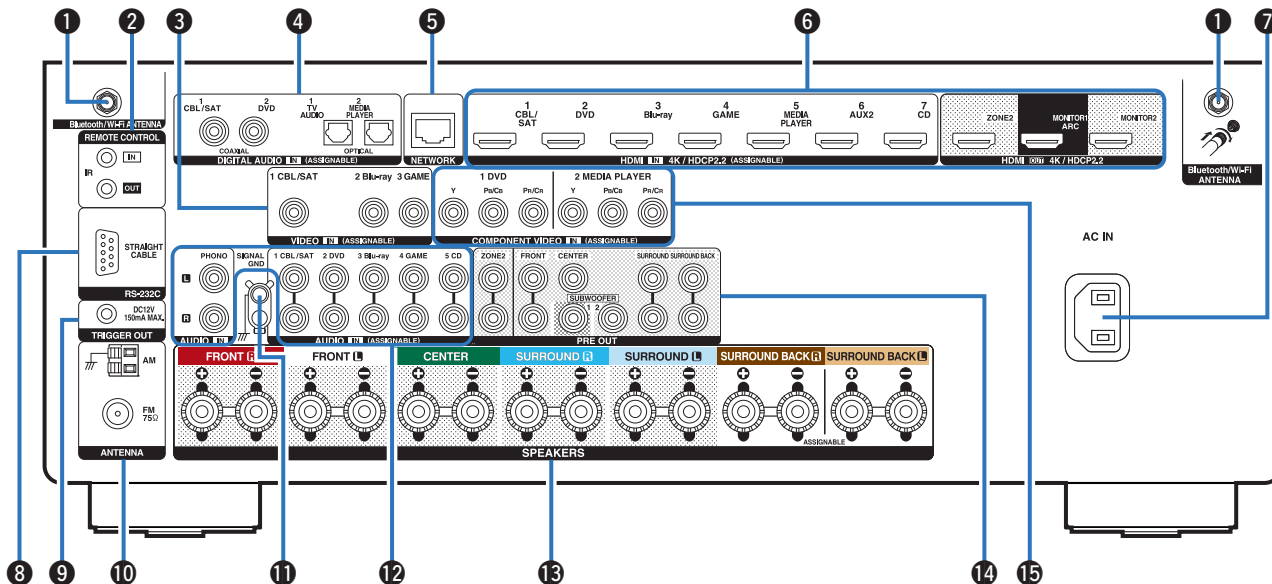 1 2 3 4 5 6 1 7
Bluetooth/Wi-Fi ANTENNA
REMOTE CONTROL
IR
IN
OUT
STRAIGHT
CABLE
RS-232C
DC12V
150mA MAX.
TRIGGER OUT
AM
FM
75Ω
ANTENNA
1
CBL/SAT
2
DVD
COAXIAL
1
TV
AUDIO
2
MEDIA
PLAYER
OPTICAL
DIGITAL AUDIO IN (ASSIGNABLE)
NETWORK
1
CBL/
SAT
2
DVD
3
Blu-ray
4
GAME
5
MEDIA
PLAYER
6
AUX2
7
CD
HDMI IN 4K / HDCP2.2 (ASSIGNABLE)
ZONE2
MONITOR1
ARC
MONITOR2
HDMI OUT 4K / HDCP2.2
Bluetooth/Wi-Fi
ANTENNA
1 CBL/SAT 2 Blu-ray 3 GAME
VIDEO IN (ASSIGNABLE)
1 DVD
Y PB/CB PR/CR
2 MEDIA PLAYER
Y PB/CB PR/CR
COMPONENT VIDEO IN (ASSIGNABLE)
AC IN
PHONO
L
R
AUDIO IN
SIGNAL
GND
1 CBL/SAT 2 DVD 3 Blu-ray 4 GAME 5 CD
AUDIO IN (ASSIGNABLE)
ZONE2 FRONT CENTER SURROUND SURROUND BACK
SUBWOOFER
1 2
PRE OUT
FRONT R FRONT L CENTER SURROUND R SURROUND L SURROUND BACK R SURROUND BACK L
+ − + − + − + − + − + − + −
ASSIGNABLE
SPEAKERS
8 9 10 11 12 13 14 15